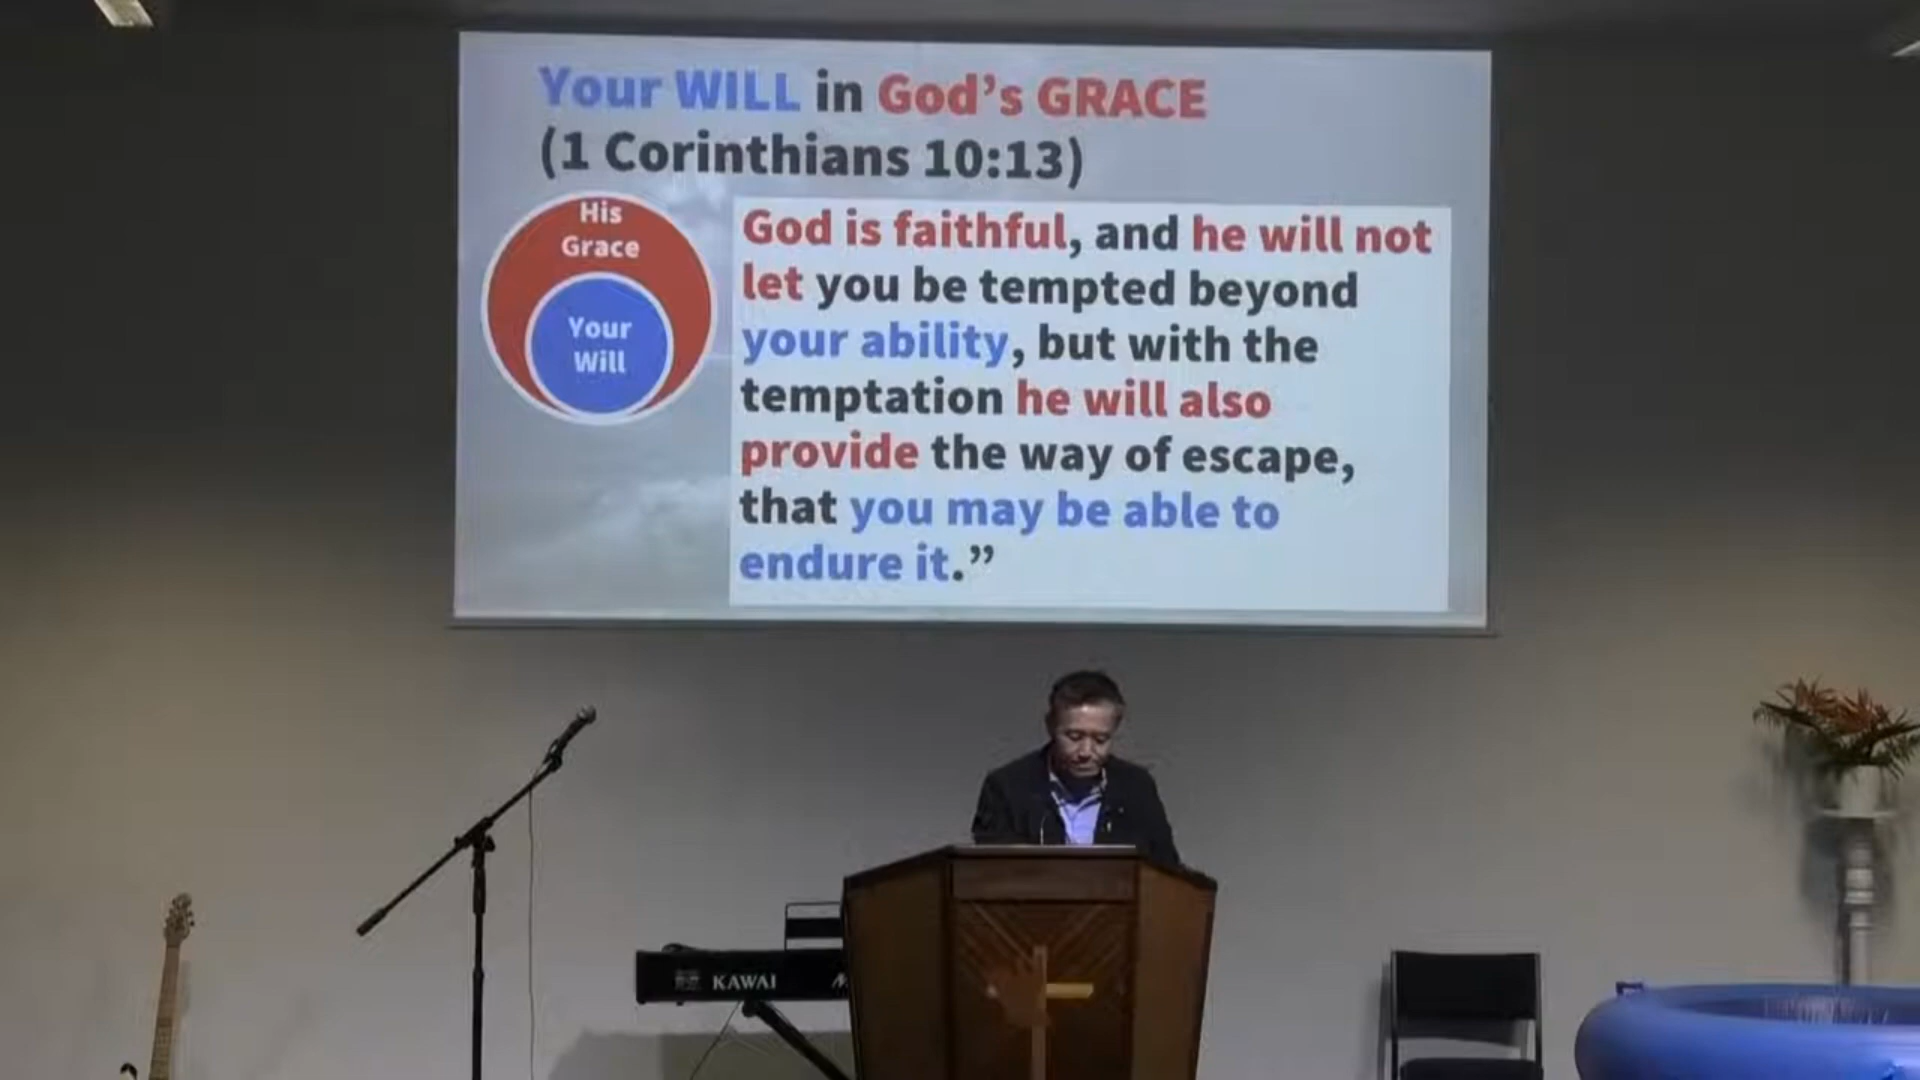 Your WILL in God's GRACE
(1 Corinthians 10:13)
His
Grace
Your
Will
God is faithful, and he will not
let you be tempted beyond
your ability, but with the
temptation he will also
provide the way of escape,
that you may be able to
endure it.”
KAWAI